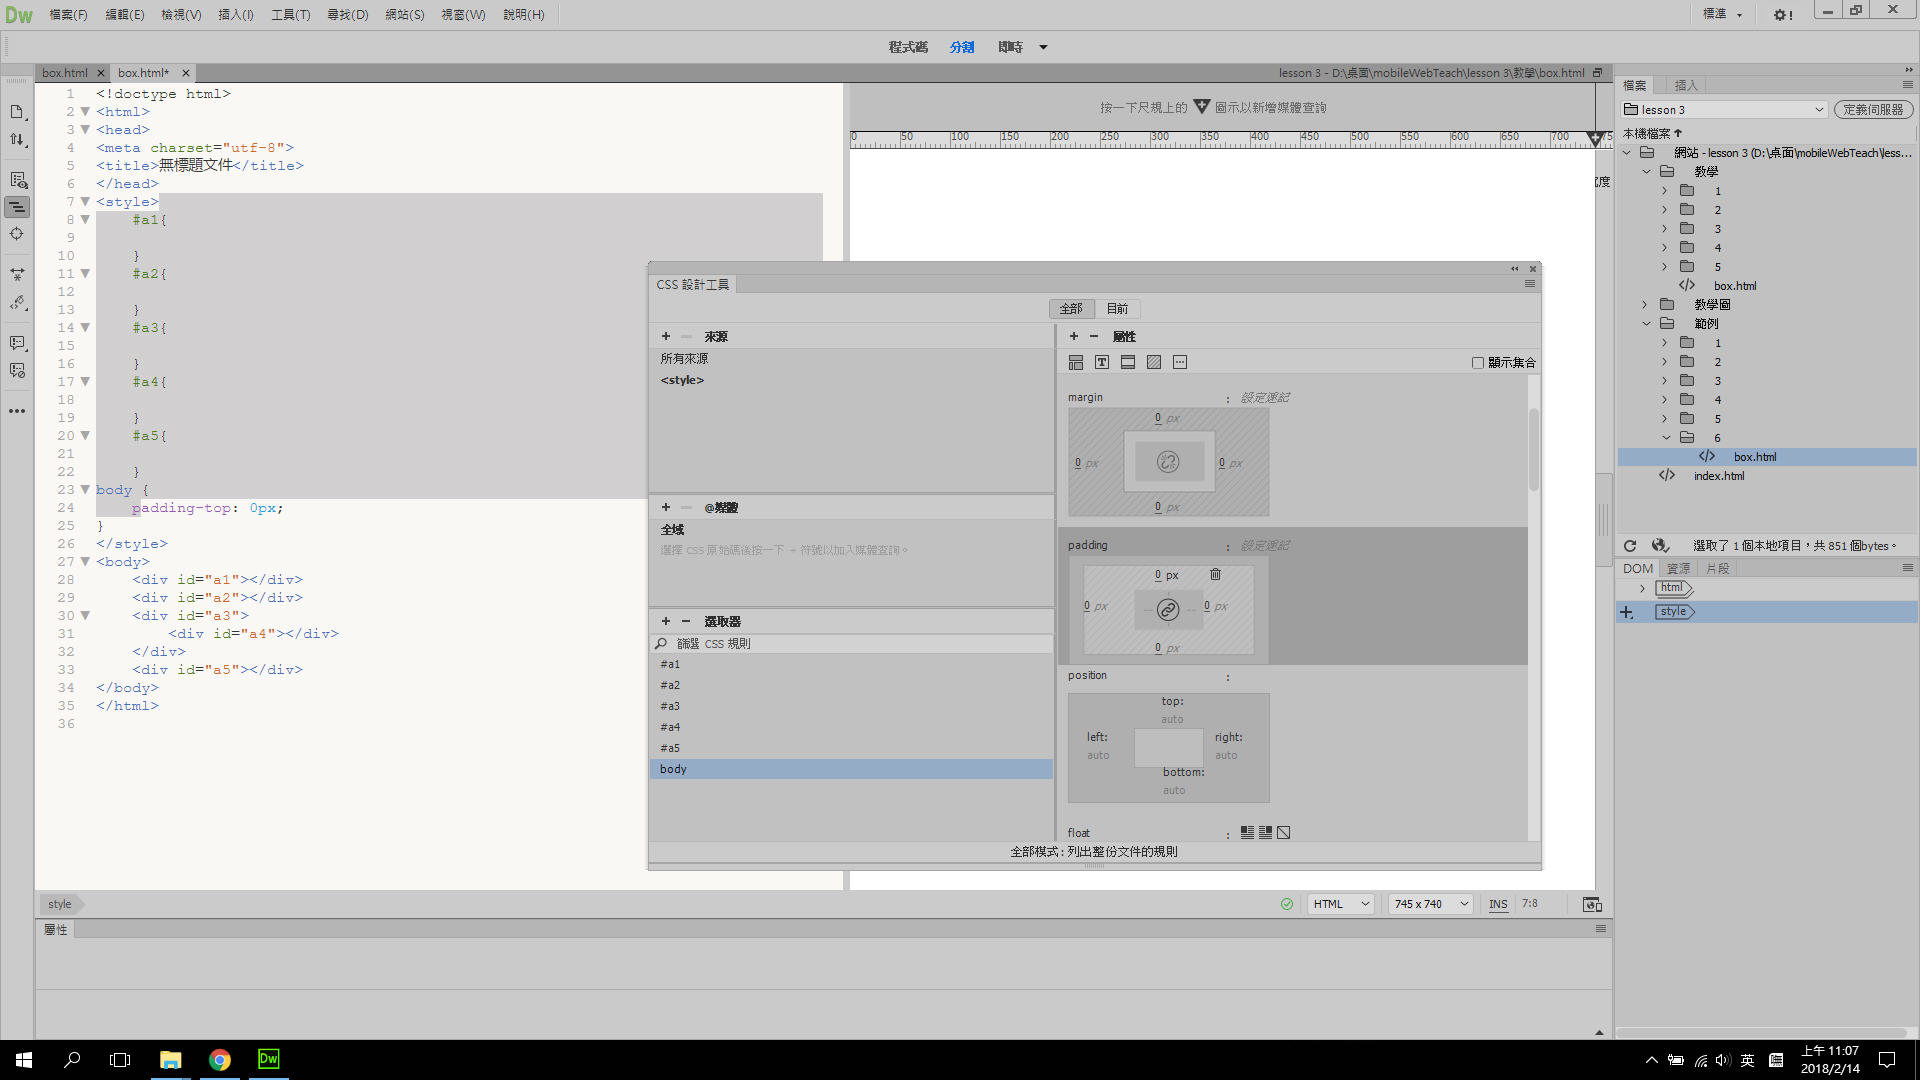 Dw 檔案(F) 編輯(E) 檢視(V) 插入(I) 工具(T) 尋找(D) 網站(S) 視窗(W) 說明(H) 標準
程式碼 分割 即時
box.html box.html* lesson 3 - D:\桌面\mobileWebTeach\lesson 3\教學\box.html
1 <!doctype html>
2 <html>
3 <head>
4 <meta charset="utf-8">
5 <title>無標題文件</title>
6 </head>
7 <style>
8 #a1{
9
10 }
11 #a2{
12
13 }
14 #a3{
15
16 }
17 #a4{
18
19 }
20 #a5{
21
22 }
23 body {
24 padding-top: 0px;
25 }
26 </style>
27 <body>
28 <div id="a1"></div>
29 <div id="a2"></div>
30 <div id="a3">
31 <div id="a4"></div>
32 </div>
33 <div id="a5"></div>
34 </body>
35 </html>
36
按一下尺規上的 圖示以新增媒體查詢
0 50 100 150 200 250 300 350 400 450 500 550 600 650 700 75
度
CSS 設計工具
全部 目前
+ − 來源
所有來源
<style>
+ − @媒體
全域
選擇 CSS 原始碼後按一下 + 符號以加入媒體查詢。
+ − 選取器
篩選 CSS 規則
#a1
#a2
#a3
#a4
#a5
body
+ − 屬性
顯示集合
margin : 設定速記
0 px
0 px 0 px
0 px
padding : 設定速記
0 px
0 px 0 px
0 px
position :
top:
auto
left: right:
auto auto
bottom:
auto
float :
全部模式 : 列出整份文件的規則
style HTML 745 x 740 INS 7:8
屬性
檔案 插入
lesson 3 定義伺服器
本機檔案
網站 - lesson 3 (D:\桌面\mobileWebTeach\less...
教學
1
2
3
4
5
box.html
教學圖
範例
1
2
3
4
5
6
box.html
index.html
選取了 1 個本地項目，共 851 個bytes。
DOM 資源 片段
html
style
Dw 英 上午 11:07
2018/2/14